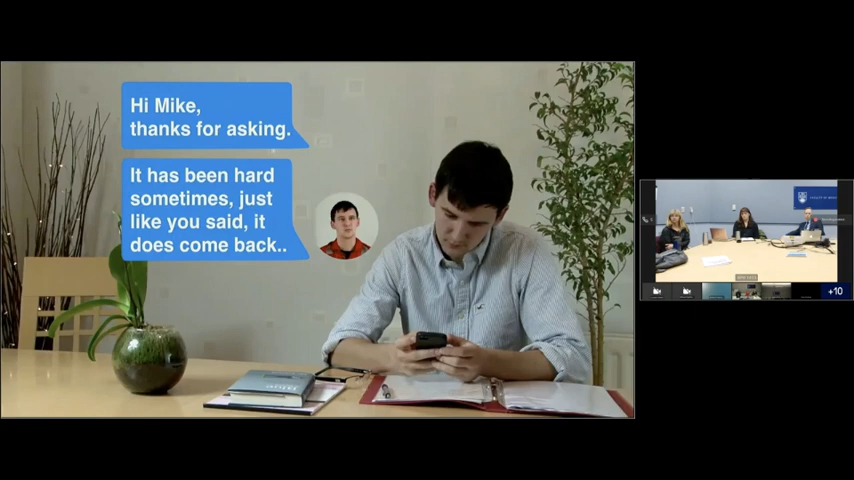 Hi Mike,
thanks for asking.
It has been hard
sometimes, just
like you said, it
does come back..
+10